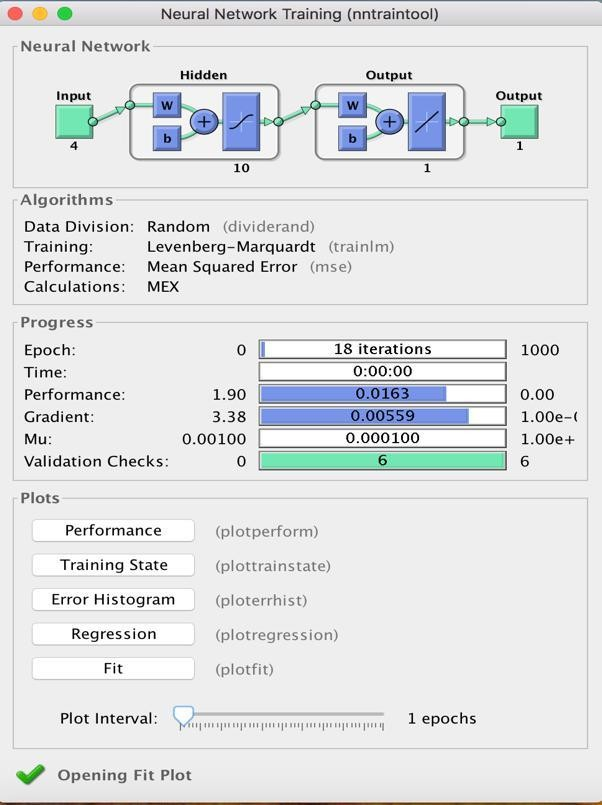 Neural Network Training (nntraintool)
Neural Network
Hidden Output
Input Output
W W
b b
4 1
10 1
Algorithms
Data Division: Random (dividerand)
Training: Levenberg-Marquardt (trainlm)
Performance: Mean Squared Error (mse)
Calculations: MEX
Progress
Epoch: 0 18 iterations 1000
Time: 0:00:00
Performance: 1.90 0.0163 0.00
Gradient: 3.38 0.00559 1.00e-
Mu: 0.00100 0.000100 1.00e+
Validation Checks: 0 6 6
Plots
Performance (plotperform)
Training State (plottrainstate)
Error Histogram (ploterrhist)
Regression (plotregression)
Fit (plotfit)
Plot Interval: 1 epochs
Opening Fit Plot